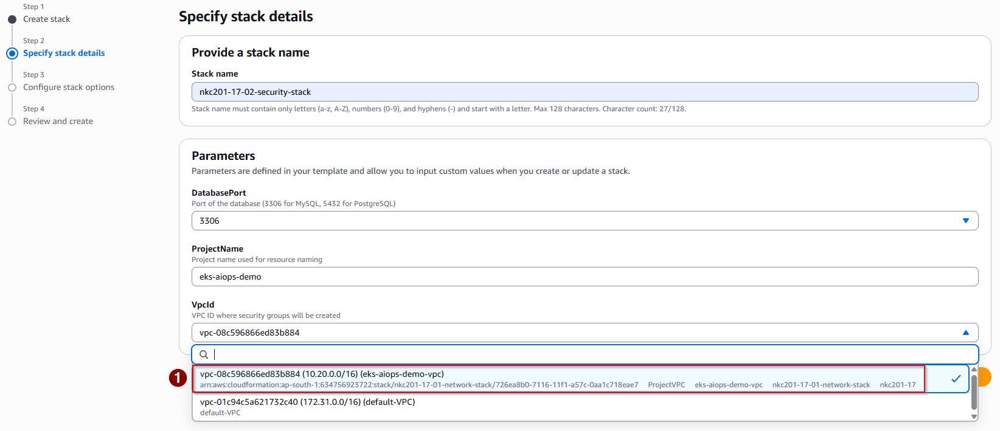 Step 1
Create stack
Step 2
Specify stack details
Step 3
Configure stack options
Step 4
Review and create
Specify stack details
Provide a stack name
Stack name
nkc201-17-02-security-stack
Stack name must contain only letters (a-z, A-Z), numbers (0-9), and hyphens (-) and start with a letter. Max 128 characters. Character count: 27/128.
Parameters
Parameters are defined in your template and allow you to input custom values when you create or update a stack.
DatabasePort
Port of the database (3306 for MySQL, 5432 for PostgreSQL)
3306
ProjectName
Project name used for resource naming
eks-aiops-demo
VpcId
VPC ID where security groups will be created
vpc-08c596866ed83b884
1
vpc-08c596866ed83b884 (10.20.0.0/16) (eks-aiops-demo-vpc)
arn:aws:cloudformation:ap-south-1:634756923722:stack/nkc201-17-01-network-stack/726ea8b0-7116-11f1-a57c-0aa1c718eae7 ProjectVPC eks-aiops-demo-vpc nkc201-17-01-network-stack nkc201-17
vpc-01c94c5a621732c40 (172.31.0.0/16) (default-VPC)
default-VPC